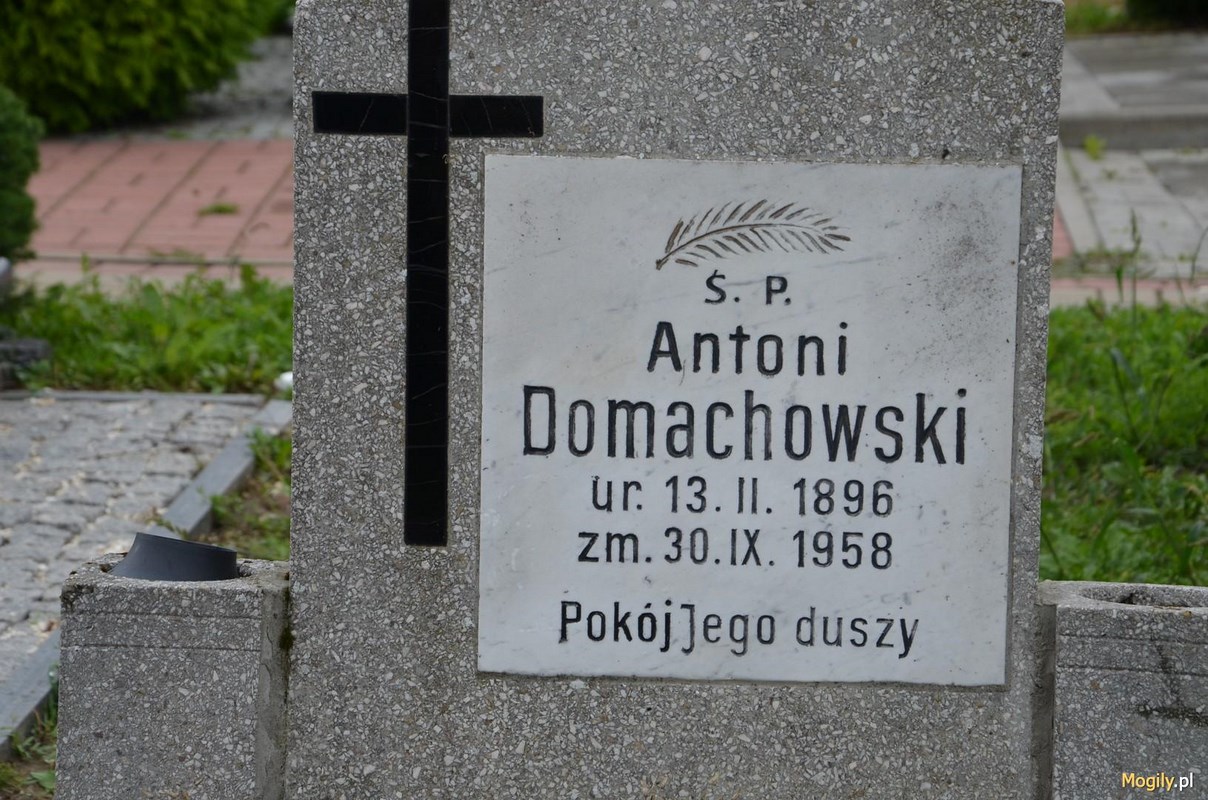 Ś. P.
Antoni
Domachowski
ur. 13. II. 1896
zm. 30. IX. 1958
Pokój Jego duszy
Mogily.pl